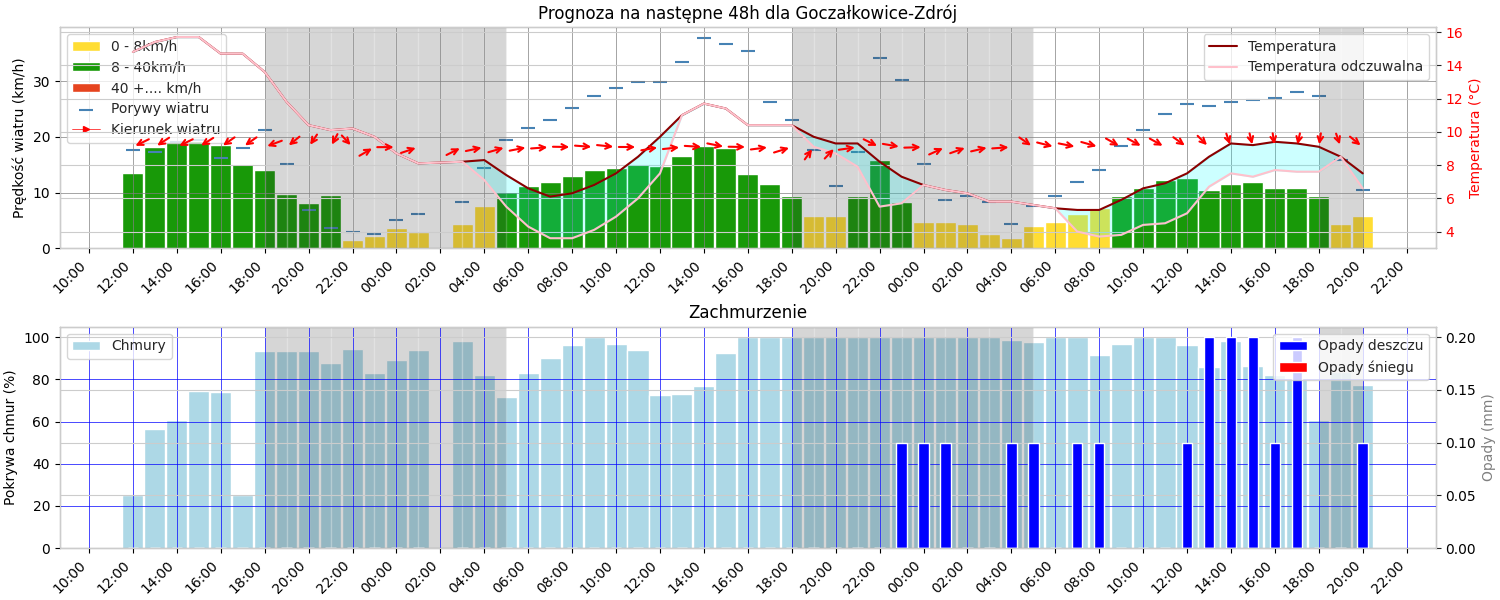 Prognoza na następne 48h dla Goczałkowice-Zdrój
Prędkość wiatru (km/h)
30
20
10
0
0 - 8km/h
8 - 40km/h
40 +.... km/h
Porywy wiatru
Kierunek wiatru
Temperatura
Temperatura odczuwalna
16
14
12
10
8
6
4
Temperatura (°C)
10:00 12:00 14:00 16:00 18:00 20:00 22:00 00:00 02:00 04:00 06:00 08:00 10:00 12:00 14:00 16:00 18:00 20:00 22:00 00:00 02:00 04:00 06:00 08:00 10:00 12:00 14:00 16:00 18:00 20:00 22:00
Zachmurzenie
Pokrywa chmur (%)
100
80
60
40
20
0
Chmury
Opady deszczu
Opady śniegu
0.20
0.15
0.10
0.05
0.00
Opady (mm)
10:00 12:00 14:00 16:00 18:00 20:00 22:00 00:00 02:00 04:00 06:00 08:00 10:00 12:00 14:00 16:00 18:00 20:00 22:00 00:00 02:00 04:00 06:00 08:00 10:00 12:00 14:00 16:00 18:00 20:00 22:00